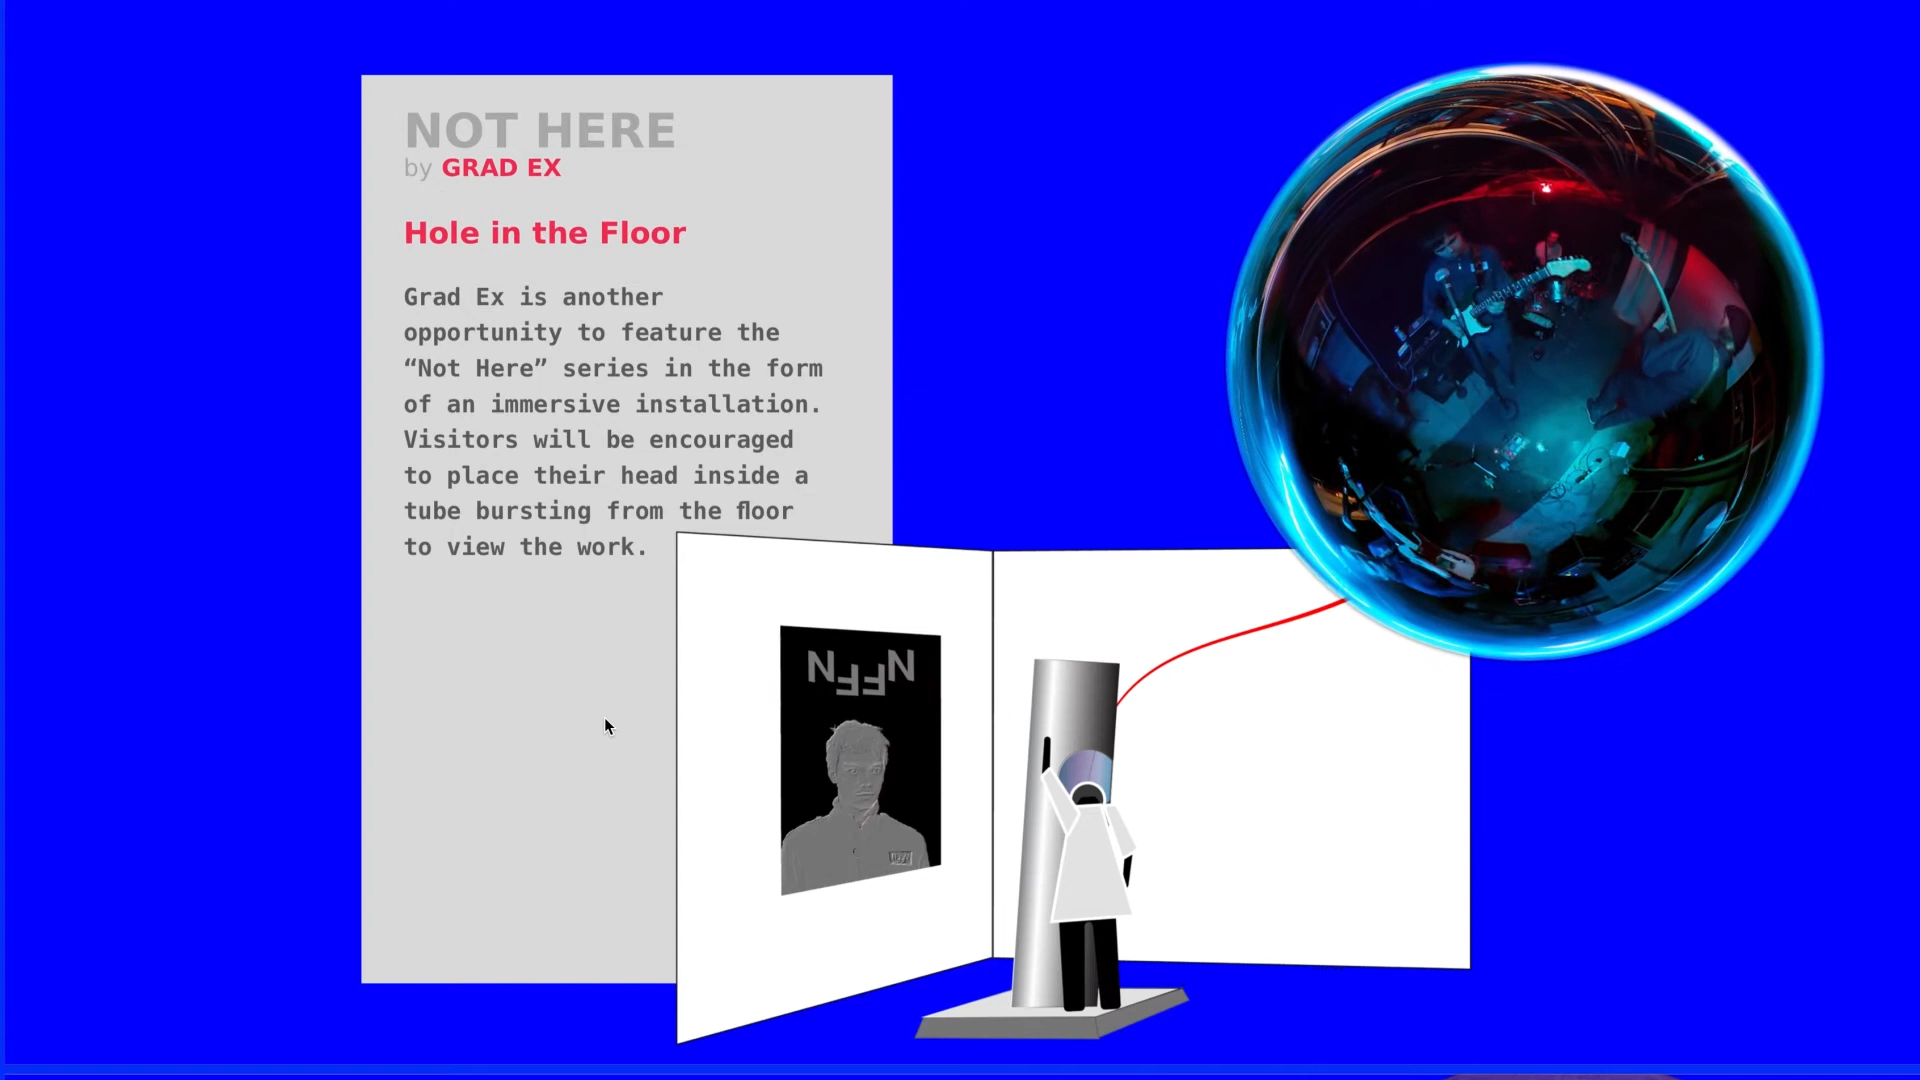 NOT HERE
by GRAD EX
Hole in the Floor
Grad Ex is another
opportunity to feature the
“Not Here” series in the form
of an immersive installation.
Visitors will be encouraged
to place their head inside a
tube bursting from the floor
to view the work.
NFFN